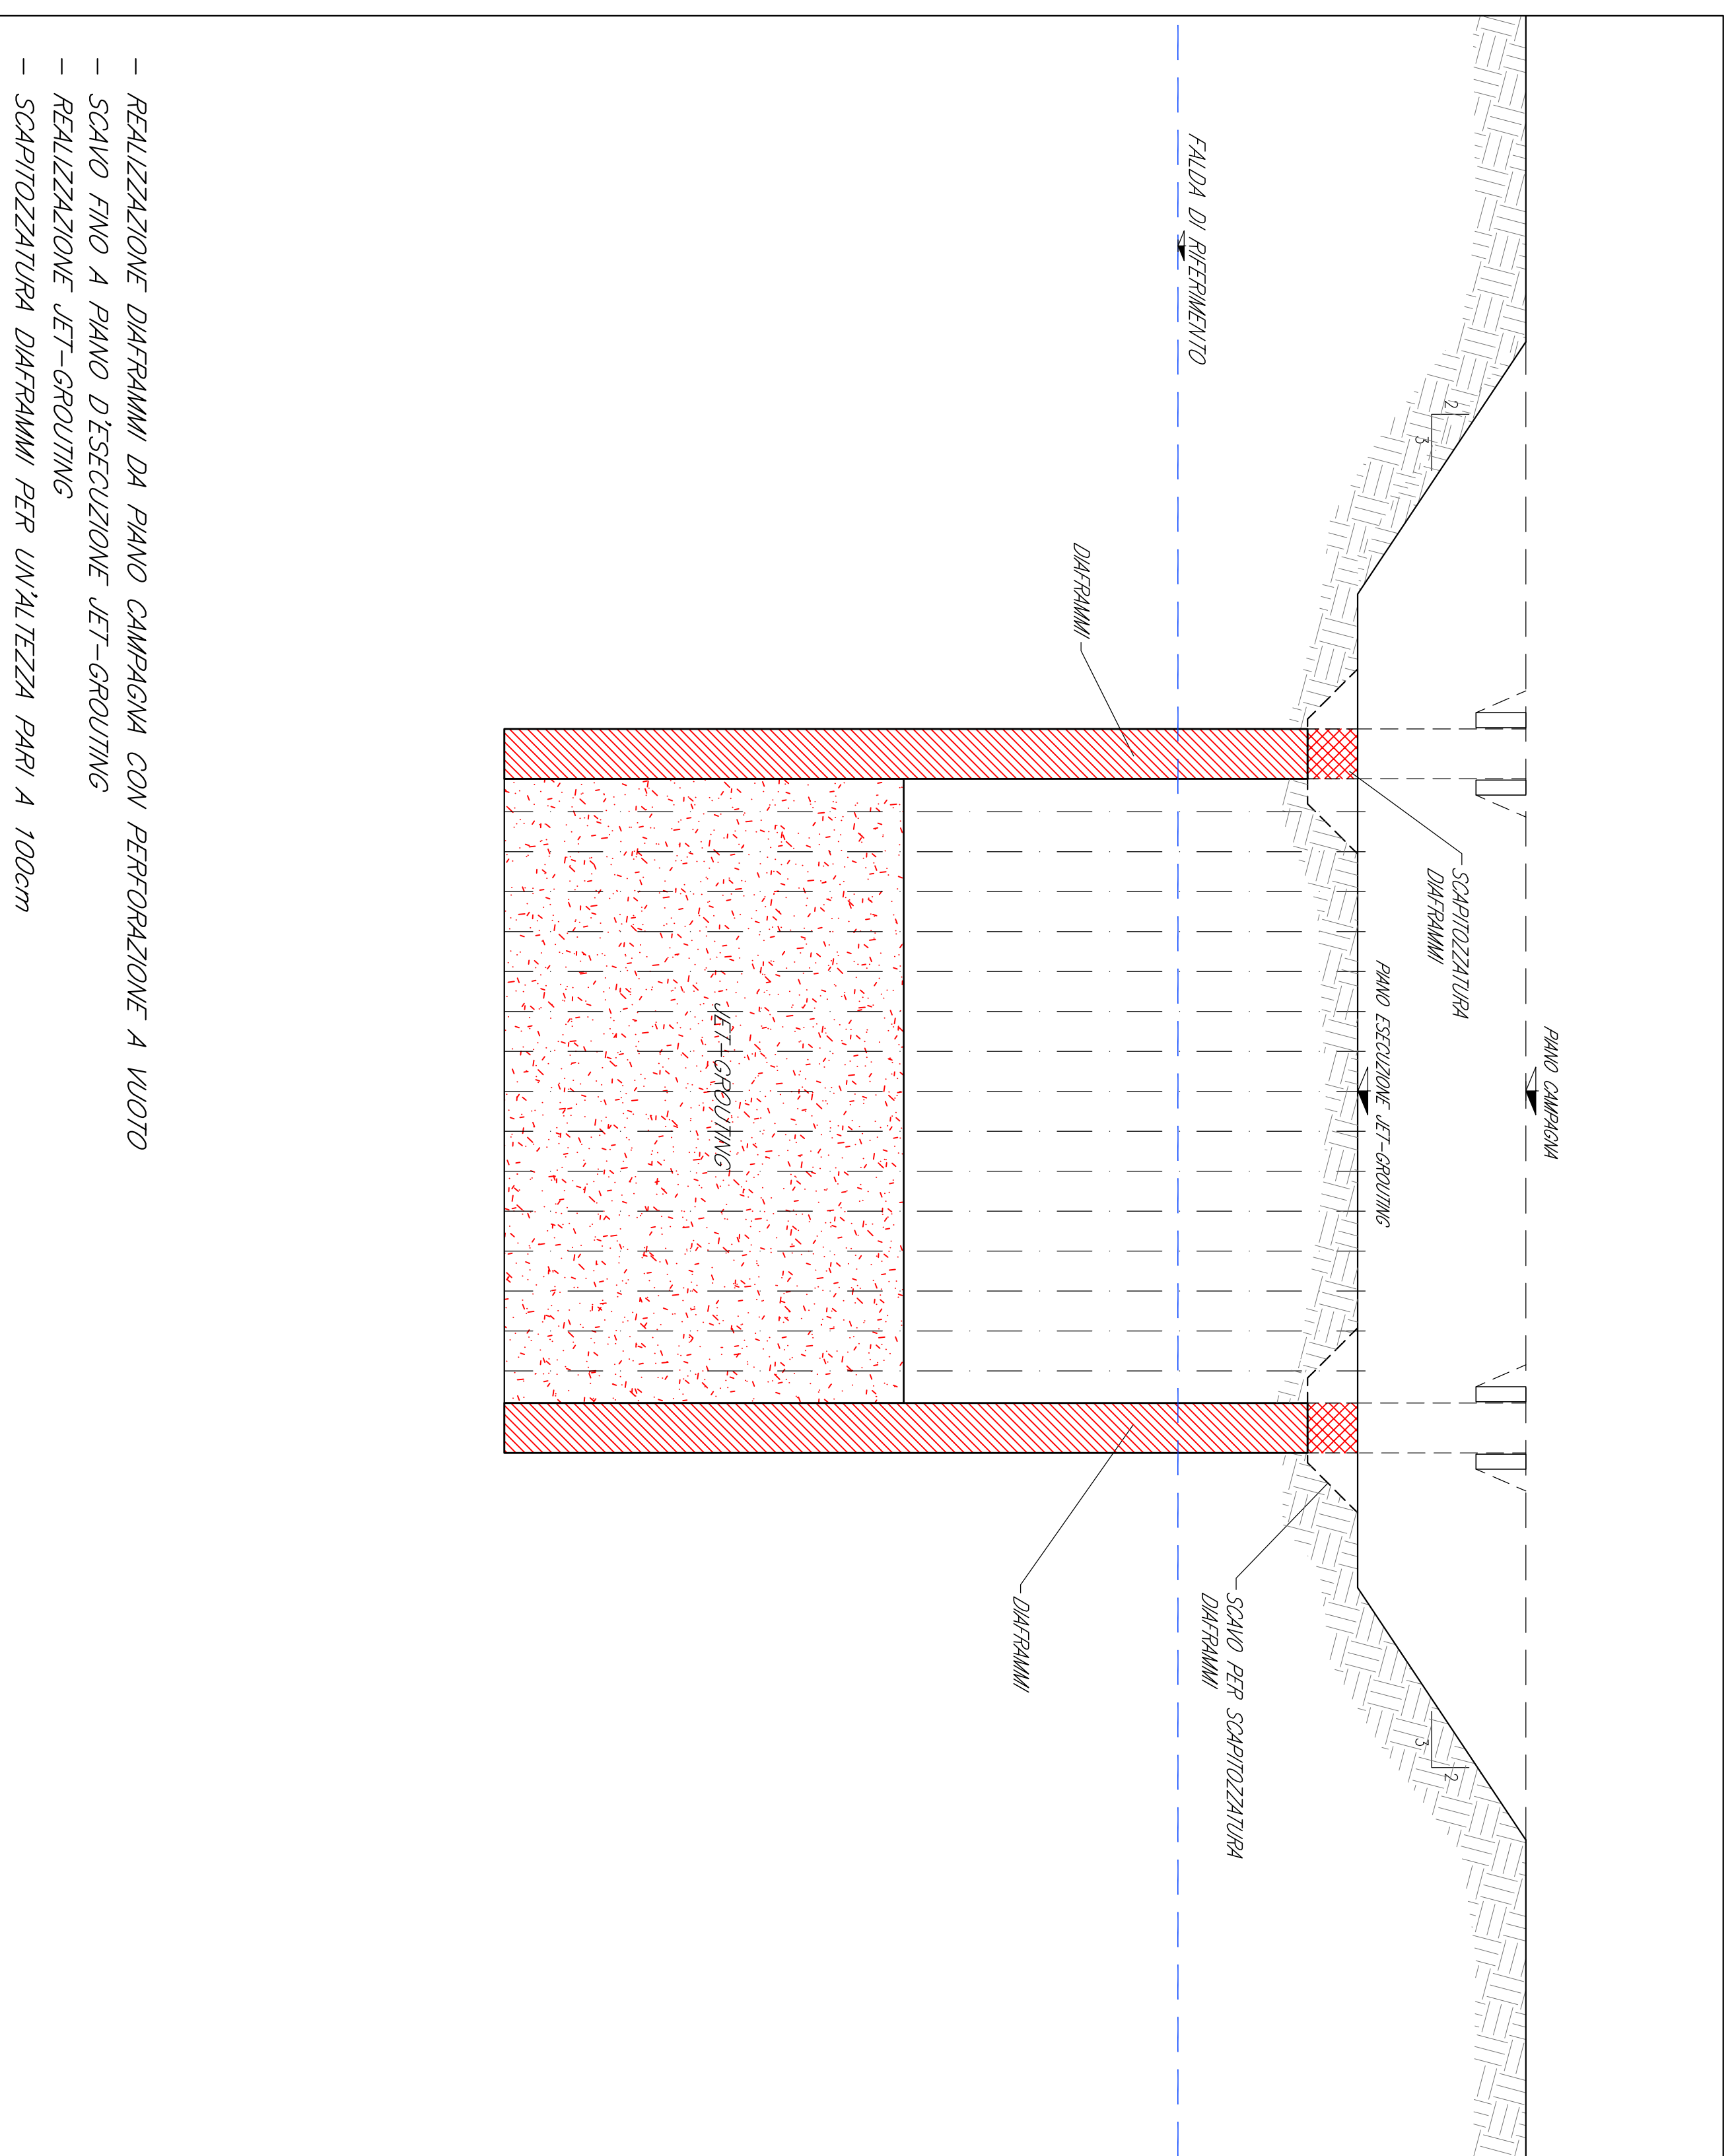 PIANO CAMPAGNA
SCAPITOZZATURA
DIAFRAMMI
PIANO ESECUZIONE JET-GROUTING
2
3
3
2
FALDA DI RIFERIMENTO
SCAVO PER SCAPITOZZATURA
DIAFRAMMI
DIAFRAMMI
DIAFRAMMI
JET-GROUTING
- REALIZZAZIONE DIAFRAMMI DA PIANO CAMPAGNA CON PERFORAZIONE A VUOTO
- SCAVO FINO A PIANO D'ESECUZIONE JET-GROUTING
- REALIZZAZIONE JET-GROUTING
- SCAPITOZZATURA DIAFRAMMI PER UN'ALTEZZA PARI A 100cm